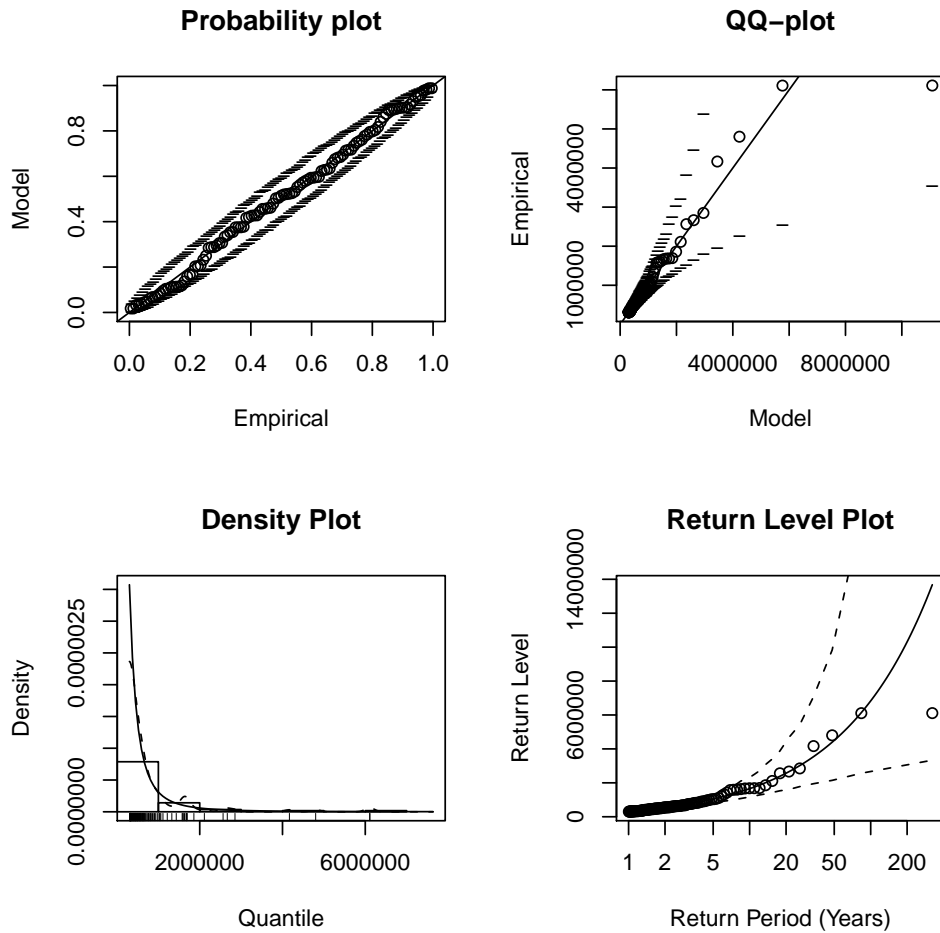 Probability plot
Model
0.0 0.4 0.8
0.0 0.2 0.4 0.6 0.8 1.0
Empirical
QQ−plot
Empirical
1000000 4000000
0 4000000 8000000
Model
Density Plot
Density
0.0000000 0.0000025
2000000 6000000
Quantile
Return Level Plot
Return Level
0 6000000 14000000
1 2 5 20 50 200
Return Period (Years)